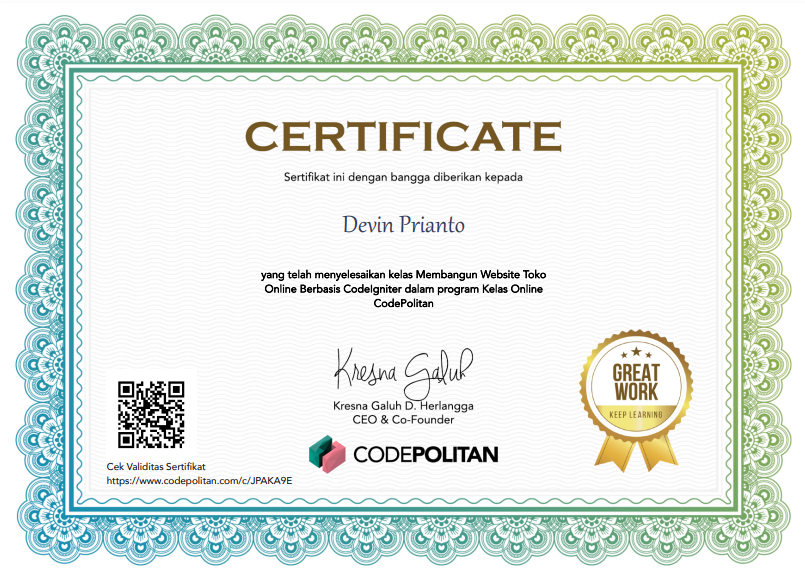 CERTIFICATE
Sertifikat ini dengan bangga diberikan kepada
Devin Prianto
yang telah menyelesaikan kelas Membangun Website Toko
Online Berbasis CodeIgniter dalam program Kelas Online
CodePolitan
Kresna Galuh
Kresna Galuh D. Herlangga
CEO & Co-Founder
CODEPOLITAN
GREAT
WORK
KEEP LEARNING
Cek Validitas Sertifikat
https://www.codepolitan.com/c/JPAKA9E